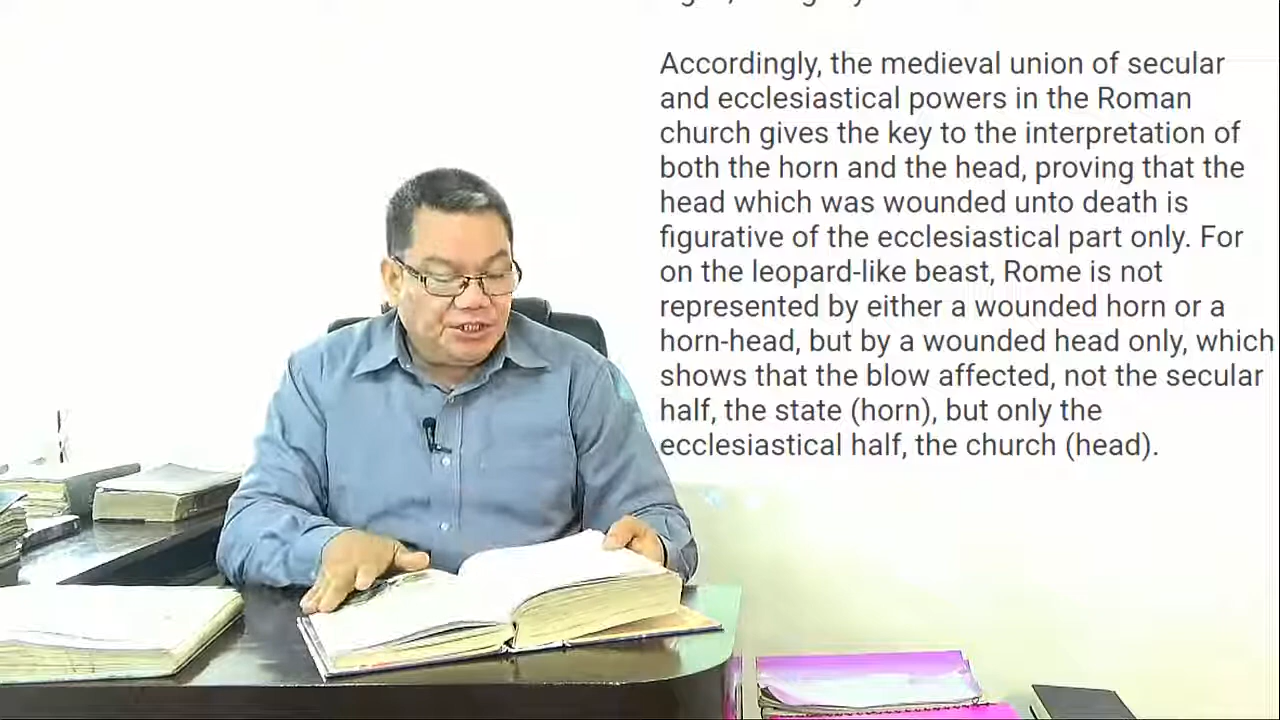 Accordingly, the medieval union of secular
and ecclesiastical powers in the Roman
church gives the key to the interpretation of
both the horn and the head, proving that the
head which was wounded unto death is
figurative of the ecclesiastical part only. For
on the leopard-like beast, Rome is not
represented by either a wounded horn or a
horn-head, but by a wounded head only, which
shows that the blow affected, not the secular
half, the state (horn), but only the
ecclesiastical half, the church (head).